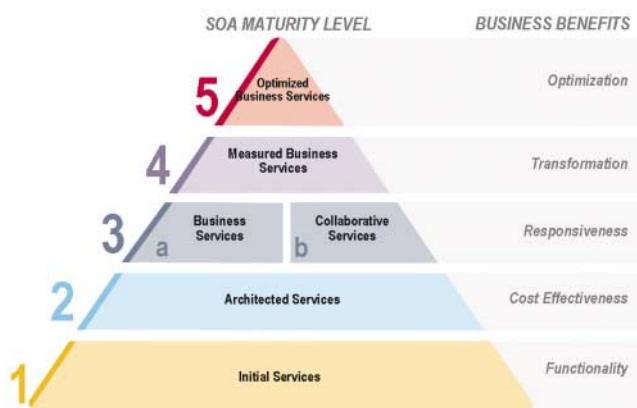 SOA MATURITY LEVEL BUSINESS BENEFITS
5
Optimized
Business Services
Optimization
4
Measured Business
Services
Transformation
3
a
Business
Services
b
Collaborative
Services
Responsiveness
2
Architected Services
Cost Effectiveness
1
Initial Services
Functionality